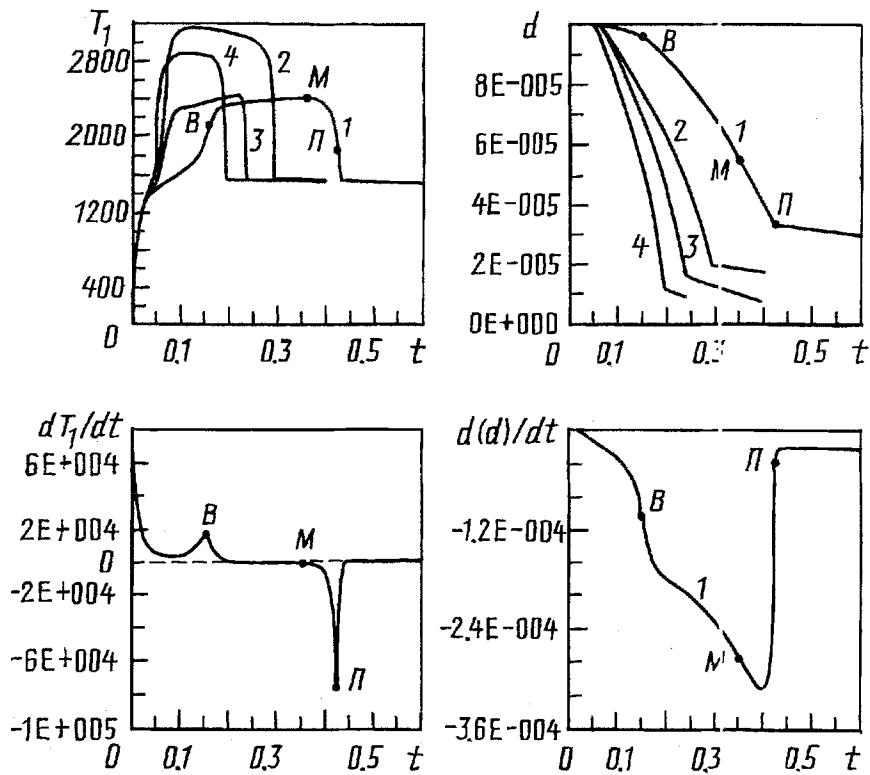 T₁
2800
2000
1200
400
0
0.1
0.3
0.5
t
4
2
M
B
3
П
1
d
8E-005
6E-005
4E-005
2E-005
0E+000
0
0.1
0.3
0.5
t
B
2
1
M
П
4
3
dT₁/dt
6E+004
2E+004
0
-2E+004
-6E+004
-1E+005
0
0.1
0.3
0.5
t
B
M
П
d(d)/dt
-1.2E-004
-2.4E-004
-3.6E-004
0
0.1
0.3
0.5
t
П
B
1
M